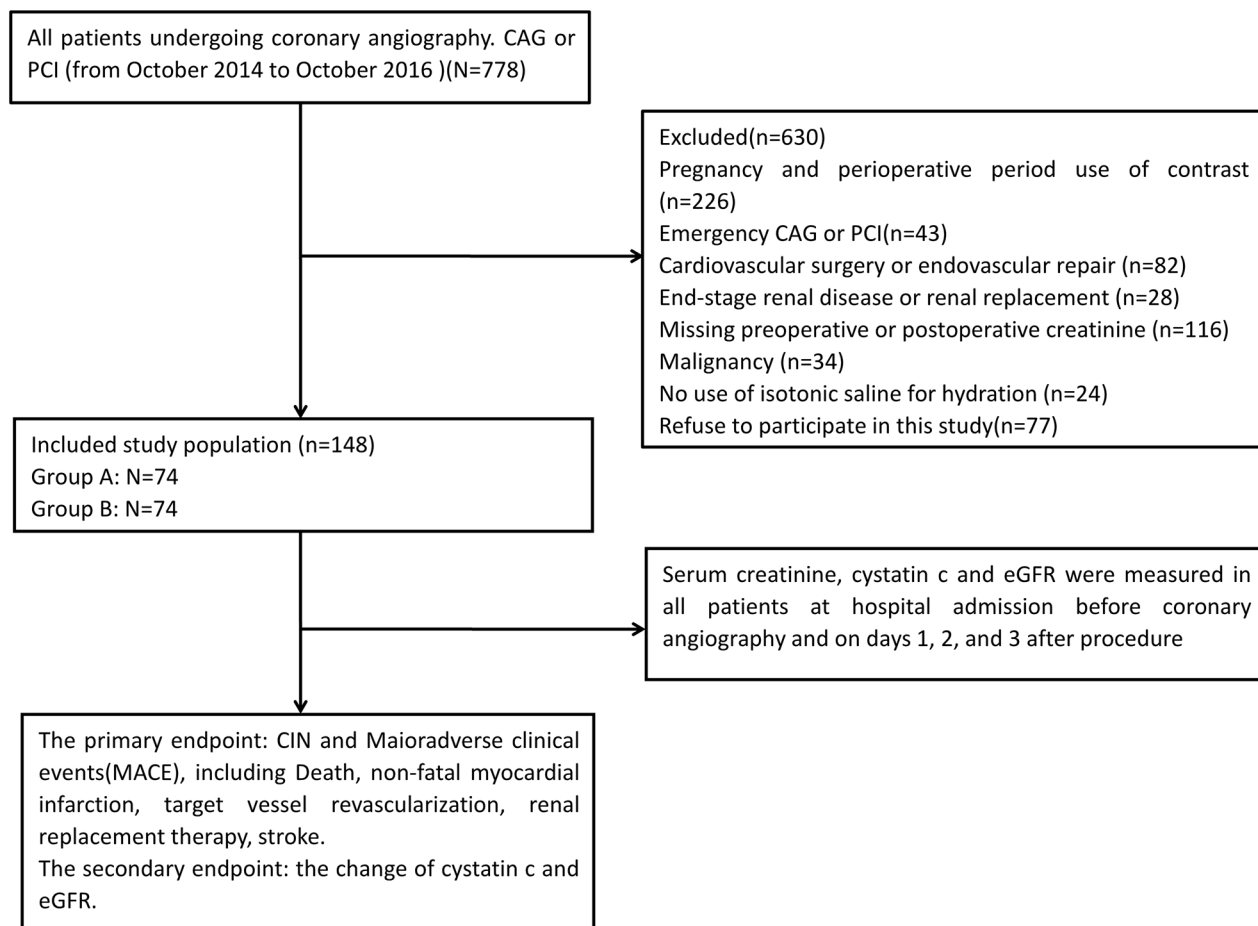 All patients undergoing coronary angiography. CAG or
PCI (from October 2014 to October 2016 )(N=778)
Excluded(n=630)
Pregnancy and perioperative period use of contrast
(n=226)
Emergency CAG or PCI(n=43)
Cardiovascular surgery or endovascular repair (n=82)
End-stage renal disease or renal replacement (n=28)
Missing preoperative or postoperative creatinine (n=116)
Malignancy (n=34)
No use of isotonic saline for hydration (n=24)
Refuse to participate in this study(n=77)
Included study population (n=148)
Group A: N=74
Group B: N=74
Serum creatinine, cystatin c and eGFR were measured in
all patients at hospital admission before coronary
angiography and on days 1, 2, and 3 after procedure
The primary endpoint: CIN and Maioradverse clinical
events(MACE), including Death, non-fatal myocardial
infarction, target vessel revascularization, renal
replacement therapy, stroke.
The secondary endpoint: the change of cystatin c and
eGFR.